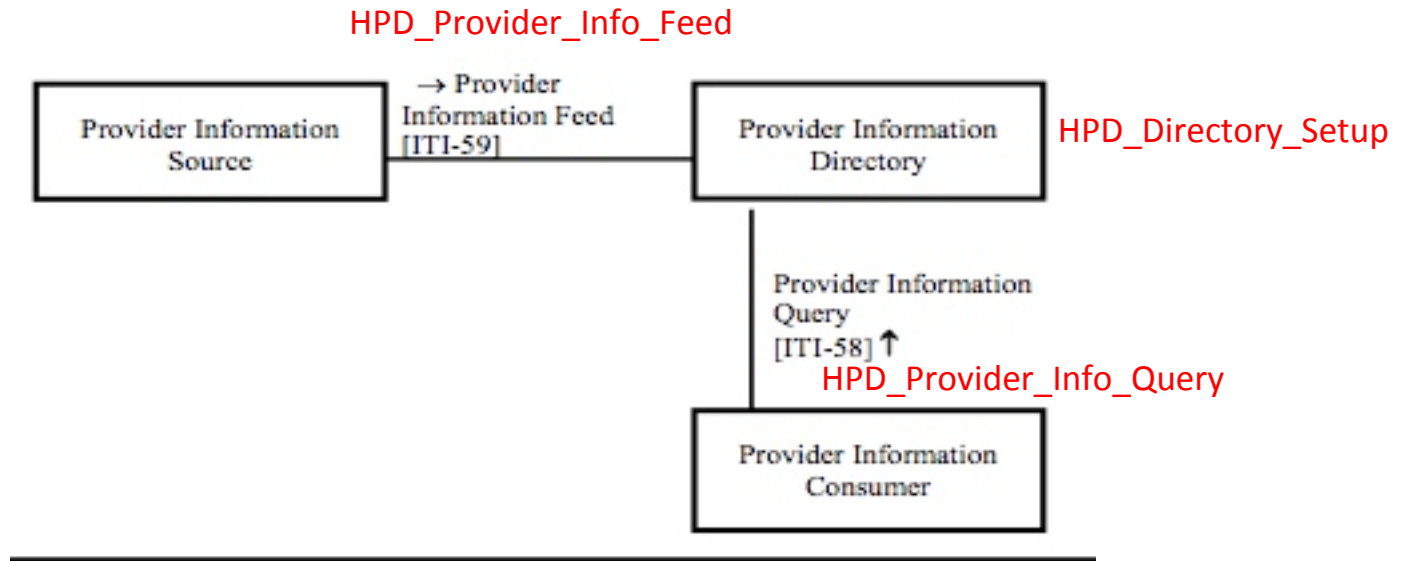 HPD_Provider_Info_Feed
→ Provider
Information Feed
[ITI-59]
Provider Information
Source
Provider Information
Directory
HPD_Directory_Setup
Provider Information
Query
[ITI-58] ↑
HPD_Provider_Info_Query
Provider Information
Consumer